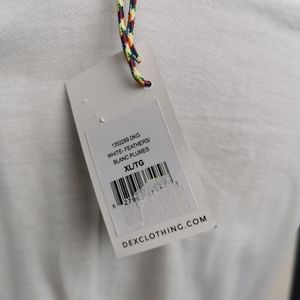 1352269 DKG
WHITE- FEATHERS/
BLANC PLUMES
XL/TG
DEXCLOTHING.COM